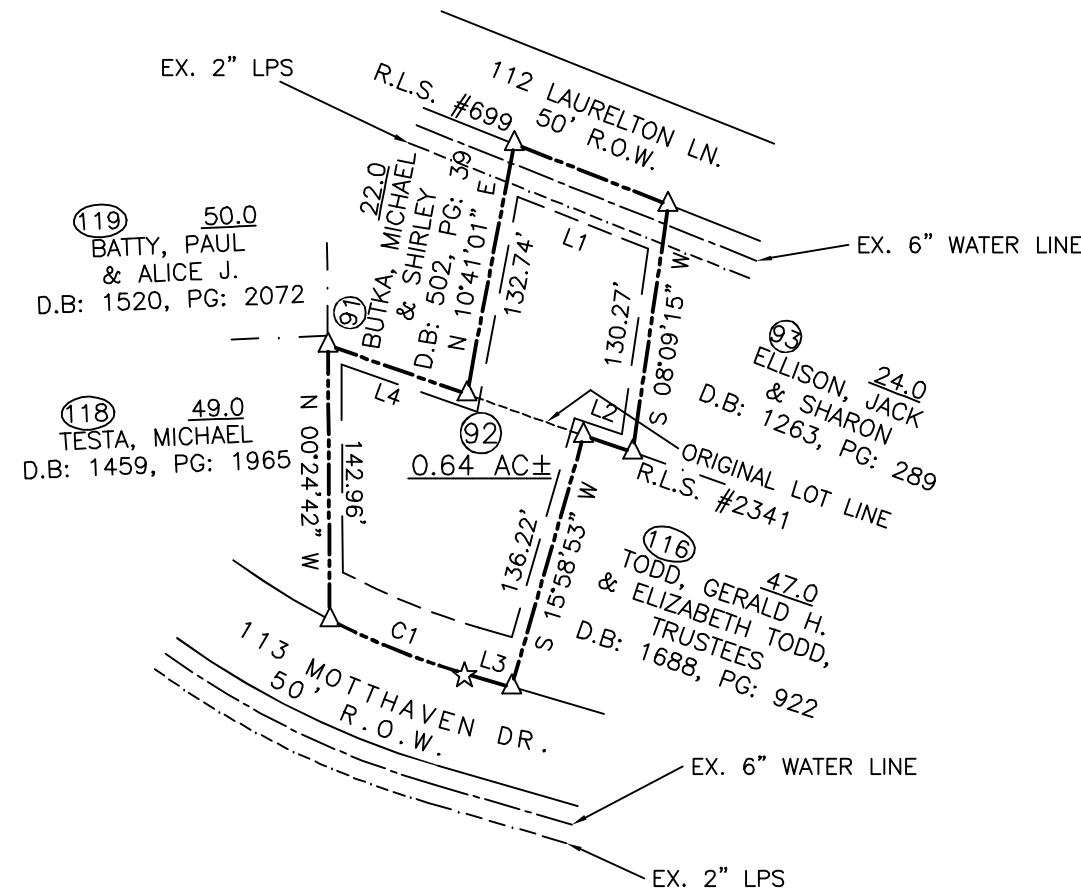 EX. 2” LPS
R.L.S. #699
112 LAURELTON LN.
50' R.O.W.
EX. 6” WATER LINE
119 50.0
BATTY, PAUL
& ALICE J.
D.B: 1520, PG: 2072
91 22.0
BUTKA, MICHAEL
& SHIRLEY
D.B: 502, PG: 39
N 10°41'01” E
132.74'
L1
130.27'
S 08°09'15” W
93 24.0
ELLISON, JACK
& SHARON
D.B: 1263, PG: 289
118 49.0
TESTA, MICHAEL
D.B: 1459, PG: 1965
N 00°24'42” W
142.96'
L4
92
0.64 AC±
L2
ORIGINAL LOT LINE
R.L.S. #2341
136.22'
S 15°58'53” W
116 47.0
TODD, GERALD H.
& ELIZABETH TODD,
TRUSTEES
D.B: 1688, PG: 922
C1
L3
113 MOTTHAVEN DR.
50' R.O.W.
EX. 6” WATER LINE
EX. 2” LPS